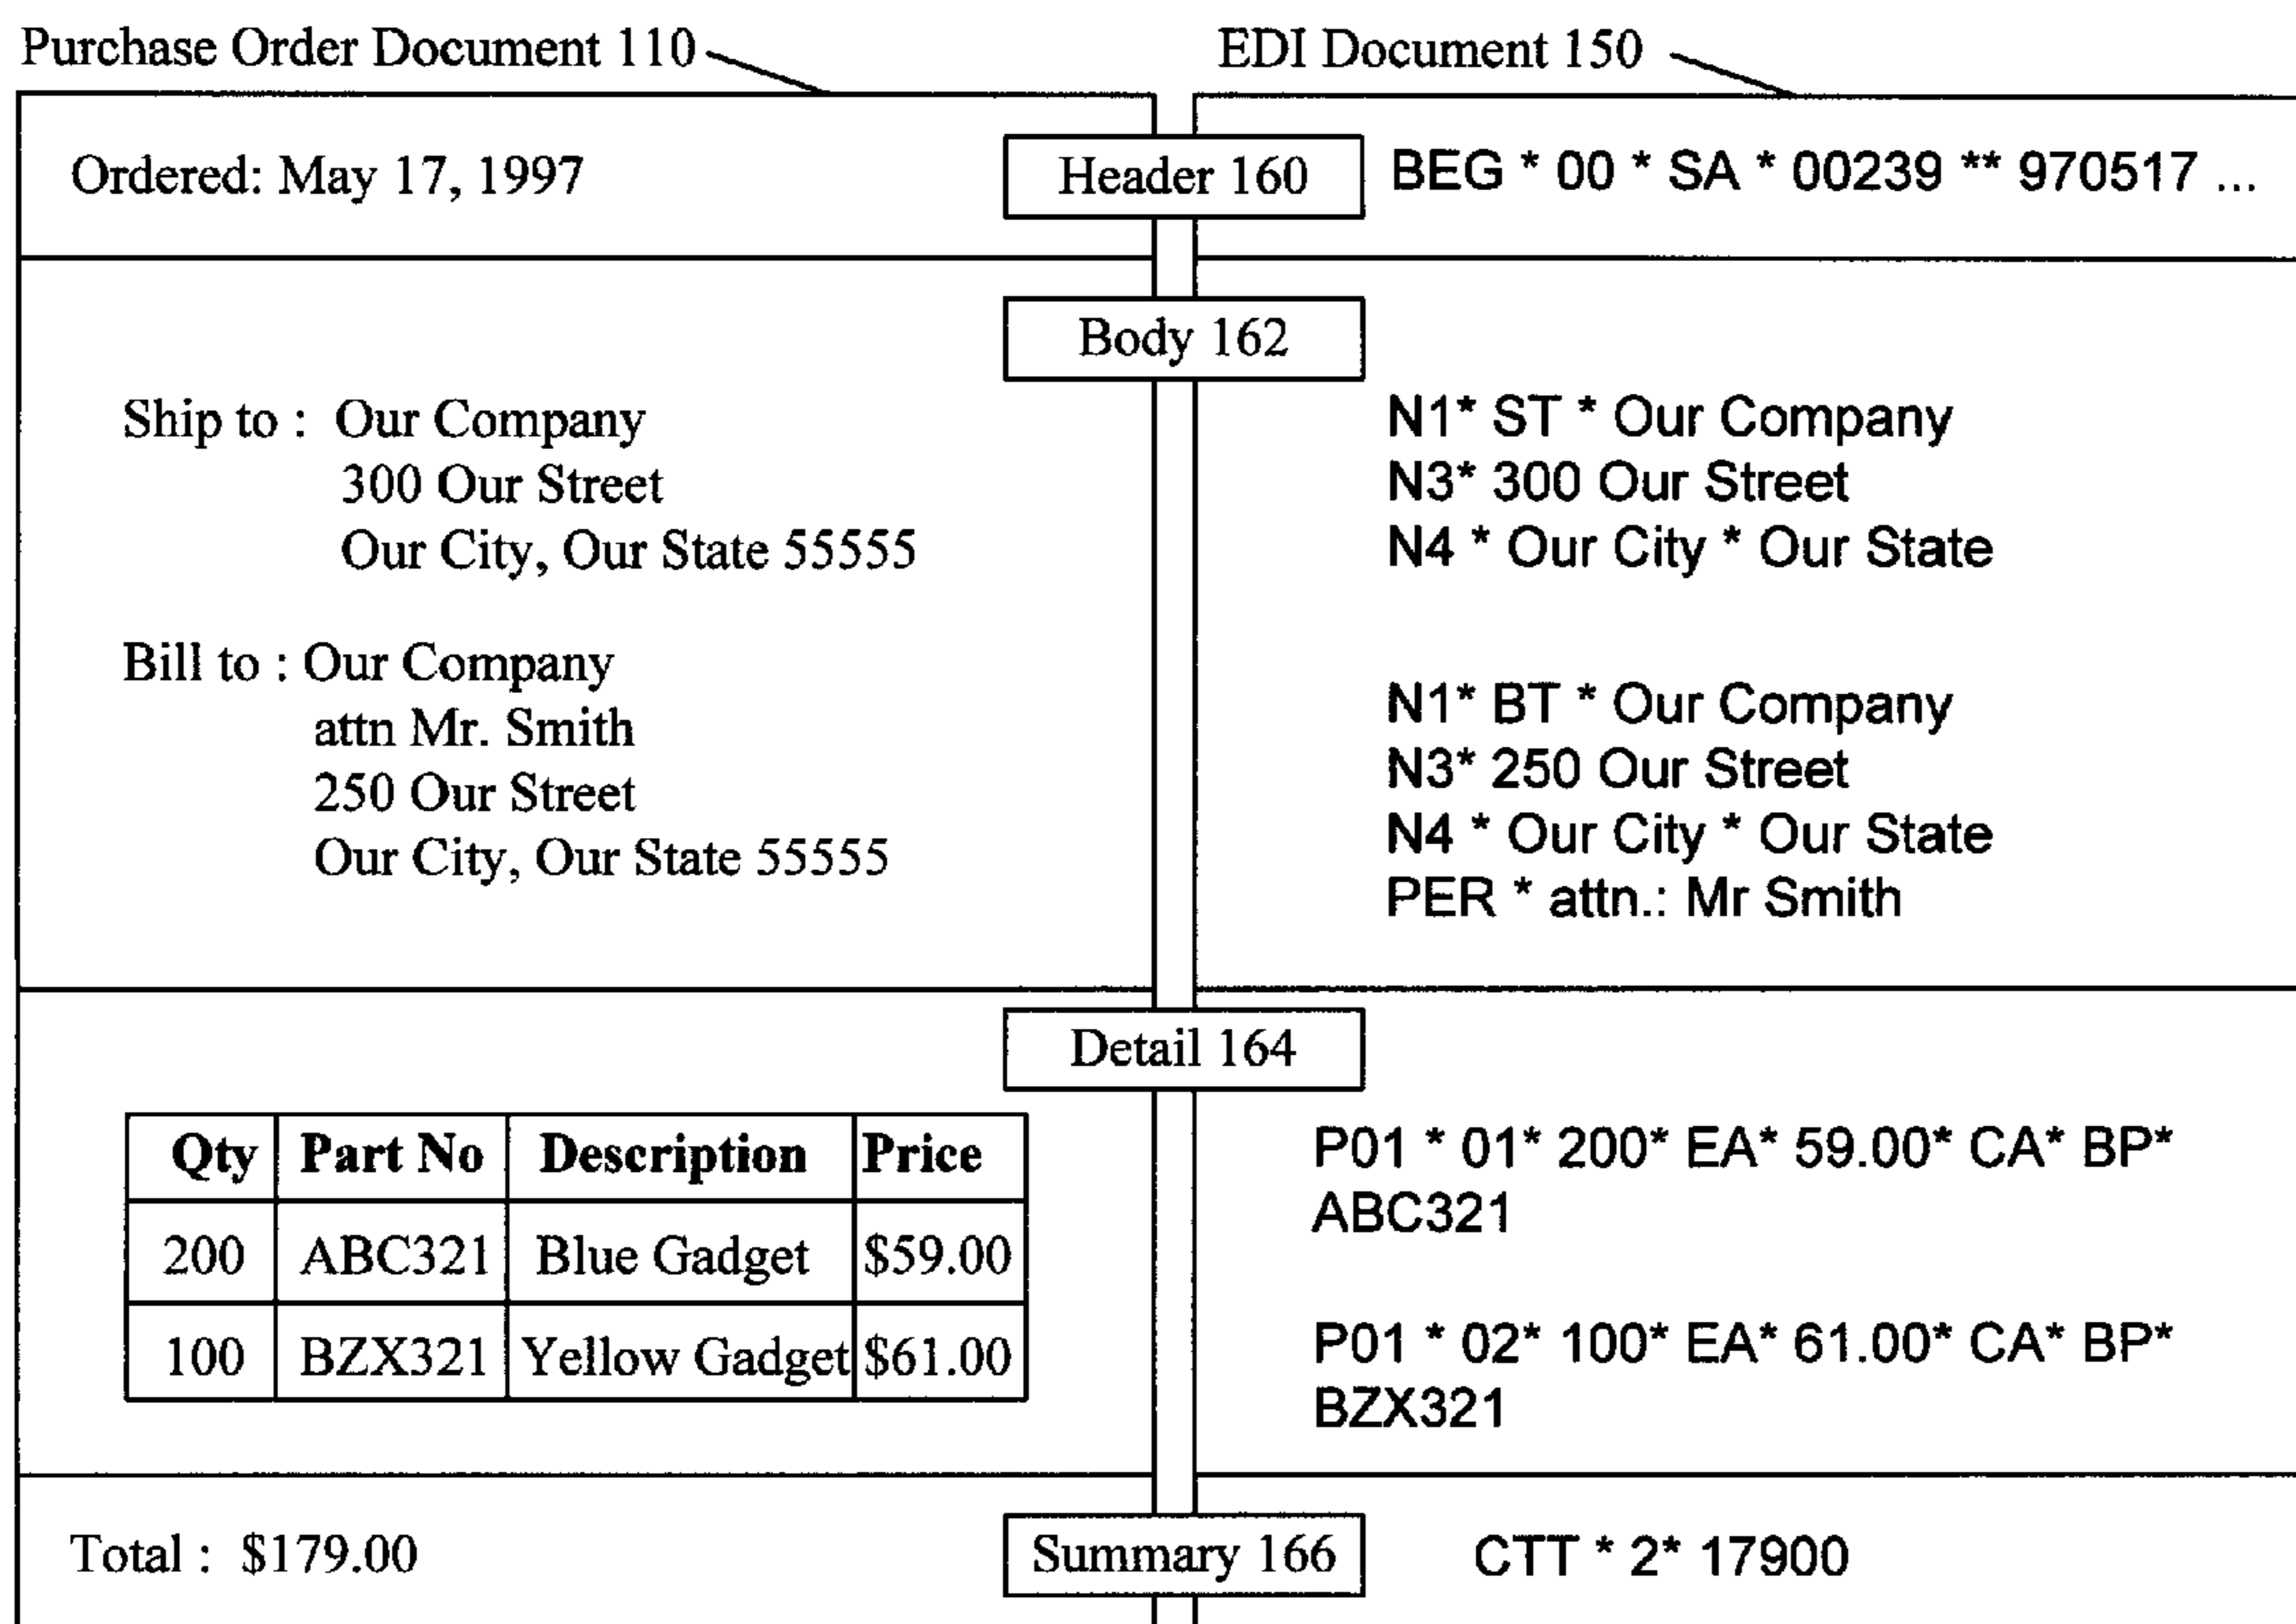 Purchase Order Document 110
EDI Document 150
Ordered: May 17, 1997
Header 160
BEG * 00 * SA * 00239 ** 970517 ...
Body 162
Ship to : Our Company
300 Our Street
Our City, Our State 55555
Bill to : Our Company
attn Mr. Smith
250 Our Street
Our City, Our State 55555
N1* ST * Our Company
N3* 300 Our Street
N4 * Our City * Our State
N1* BT * Our Company
N3* 250 Our Street
N4 * Our City * Our State
PER * attn.: Mr Smith
Detail 164
Qty Part No Description Price
200 ABC321 Blue Gadget $59.00
100 BZX321 Yellow Gadget $61.00
P01 * 01* 200* EA* 59.00* CA* BP*
ABC321
P01 * 02* 100* EA* 61.00* CA* BP*
BZX321
Total : $179.00
Summary 166
CTT * 2* 17900